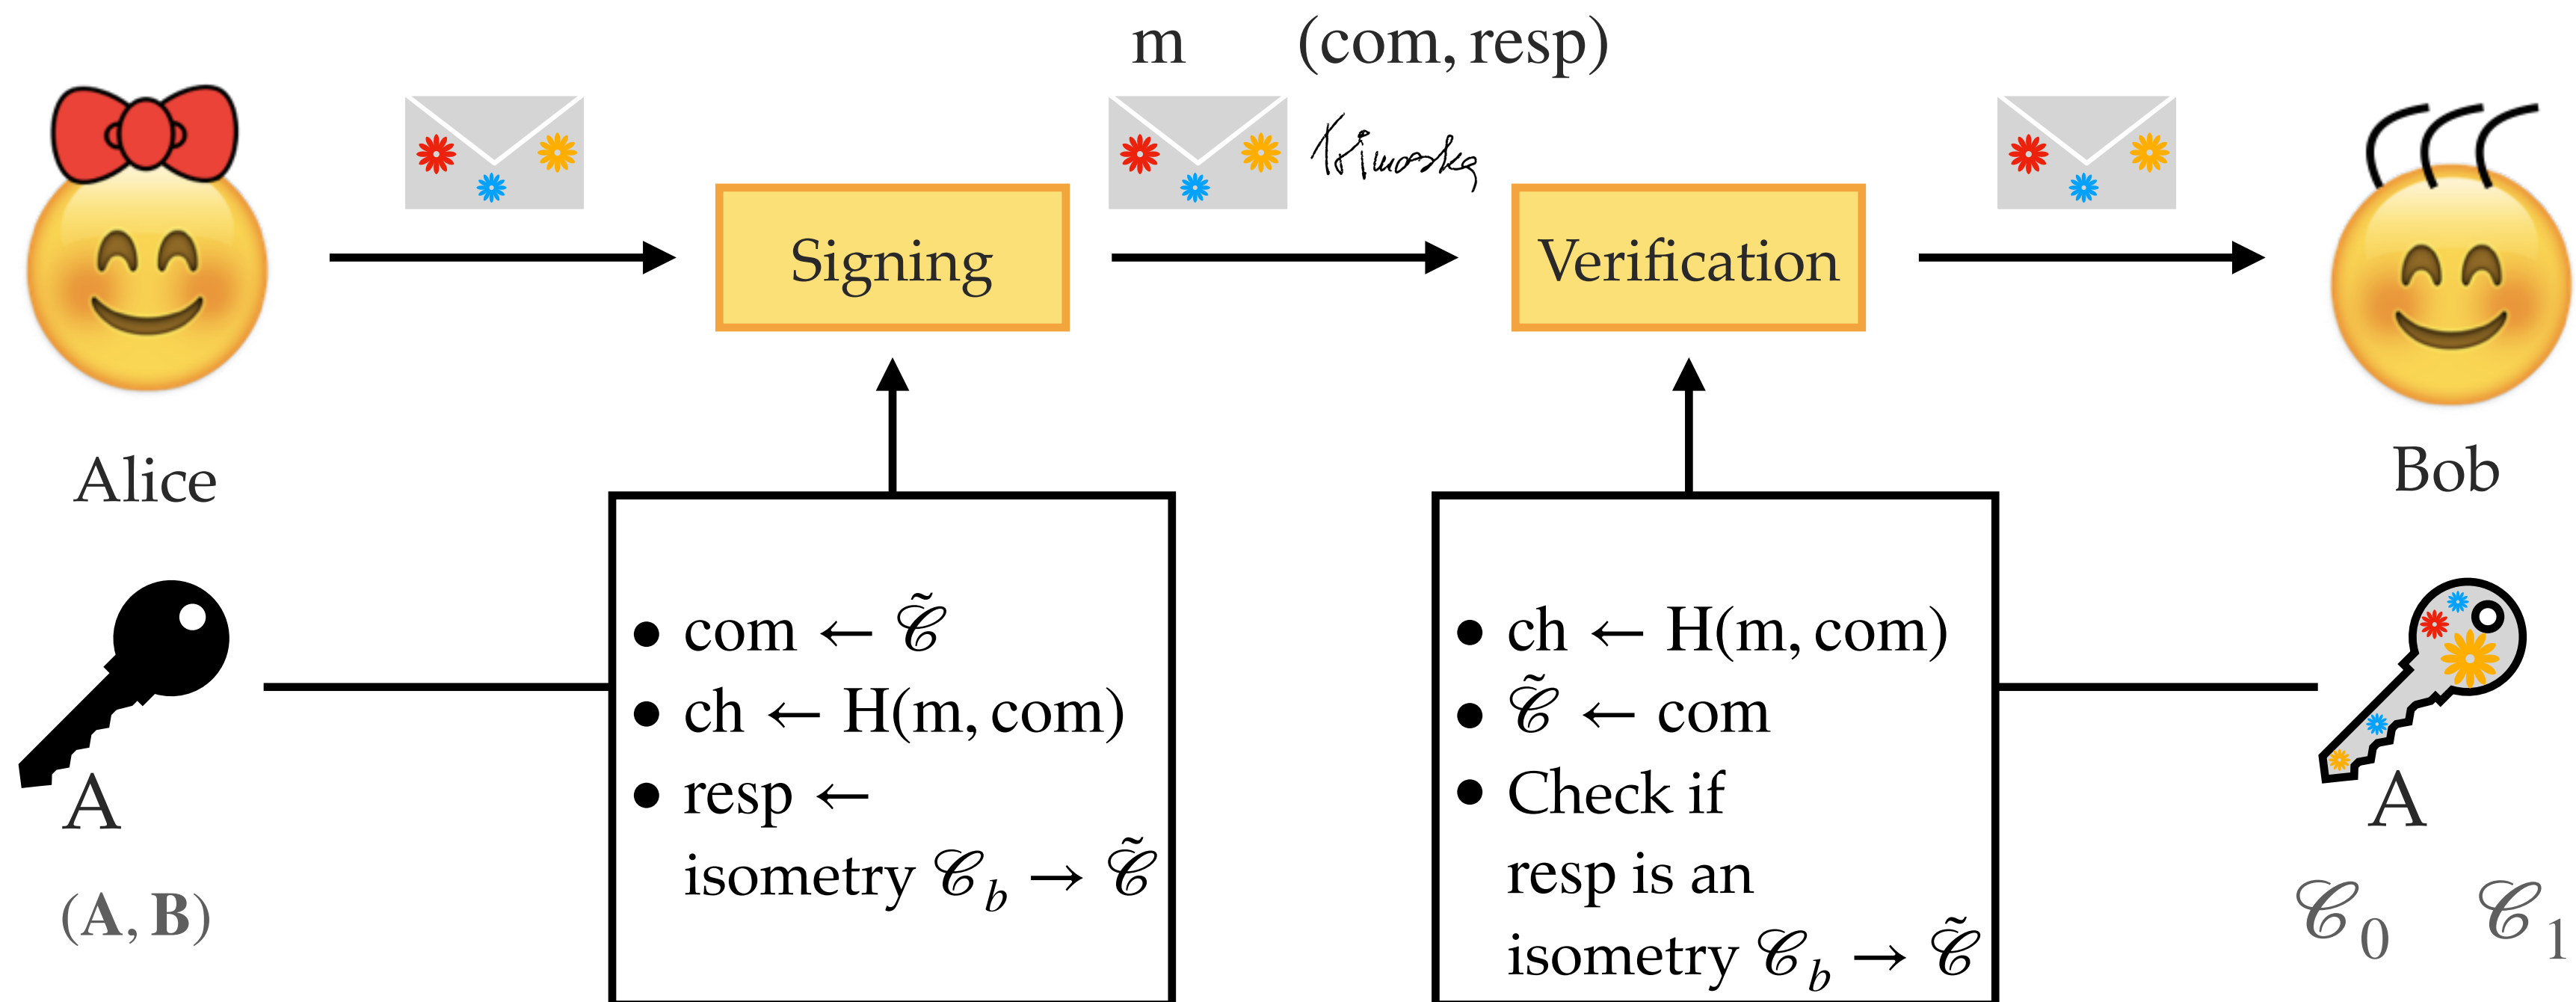 m (com, resp)
Signing
Verification
Alice
Bob
• com ← 𝒞̃
• ch ← H(m, com)
• resp ←
isometry 𝒞_b → 𝒞̃
• ch ← H(m, com)
• 𝒞̃ ← com
• Check if
resp is an
isometry 𝒞_b → 𝒞̃
A
(A, B)
A
𝒞_0 𝒞_1